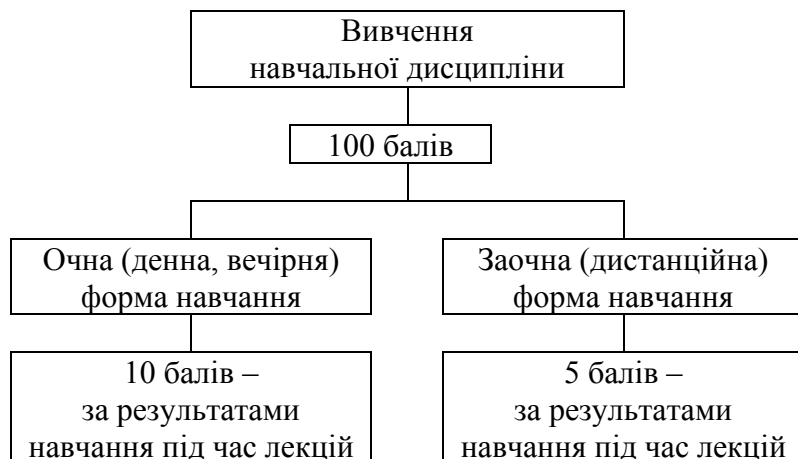 Вивчення
навчальної дисципліни
100 балів
Очна (денна, вечірня)
форма навчання
Заочна (дистанційна)
форма навчання
10 балів –
за результатами
навчання під час лекцій
5 балів –
за результатами
навчання під час лекцій